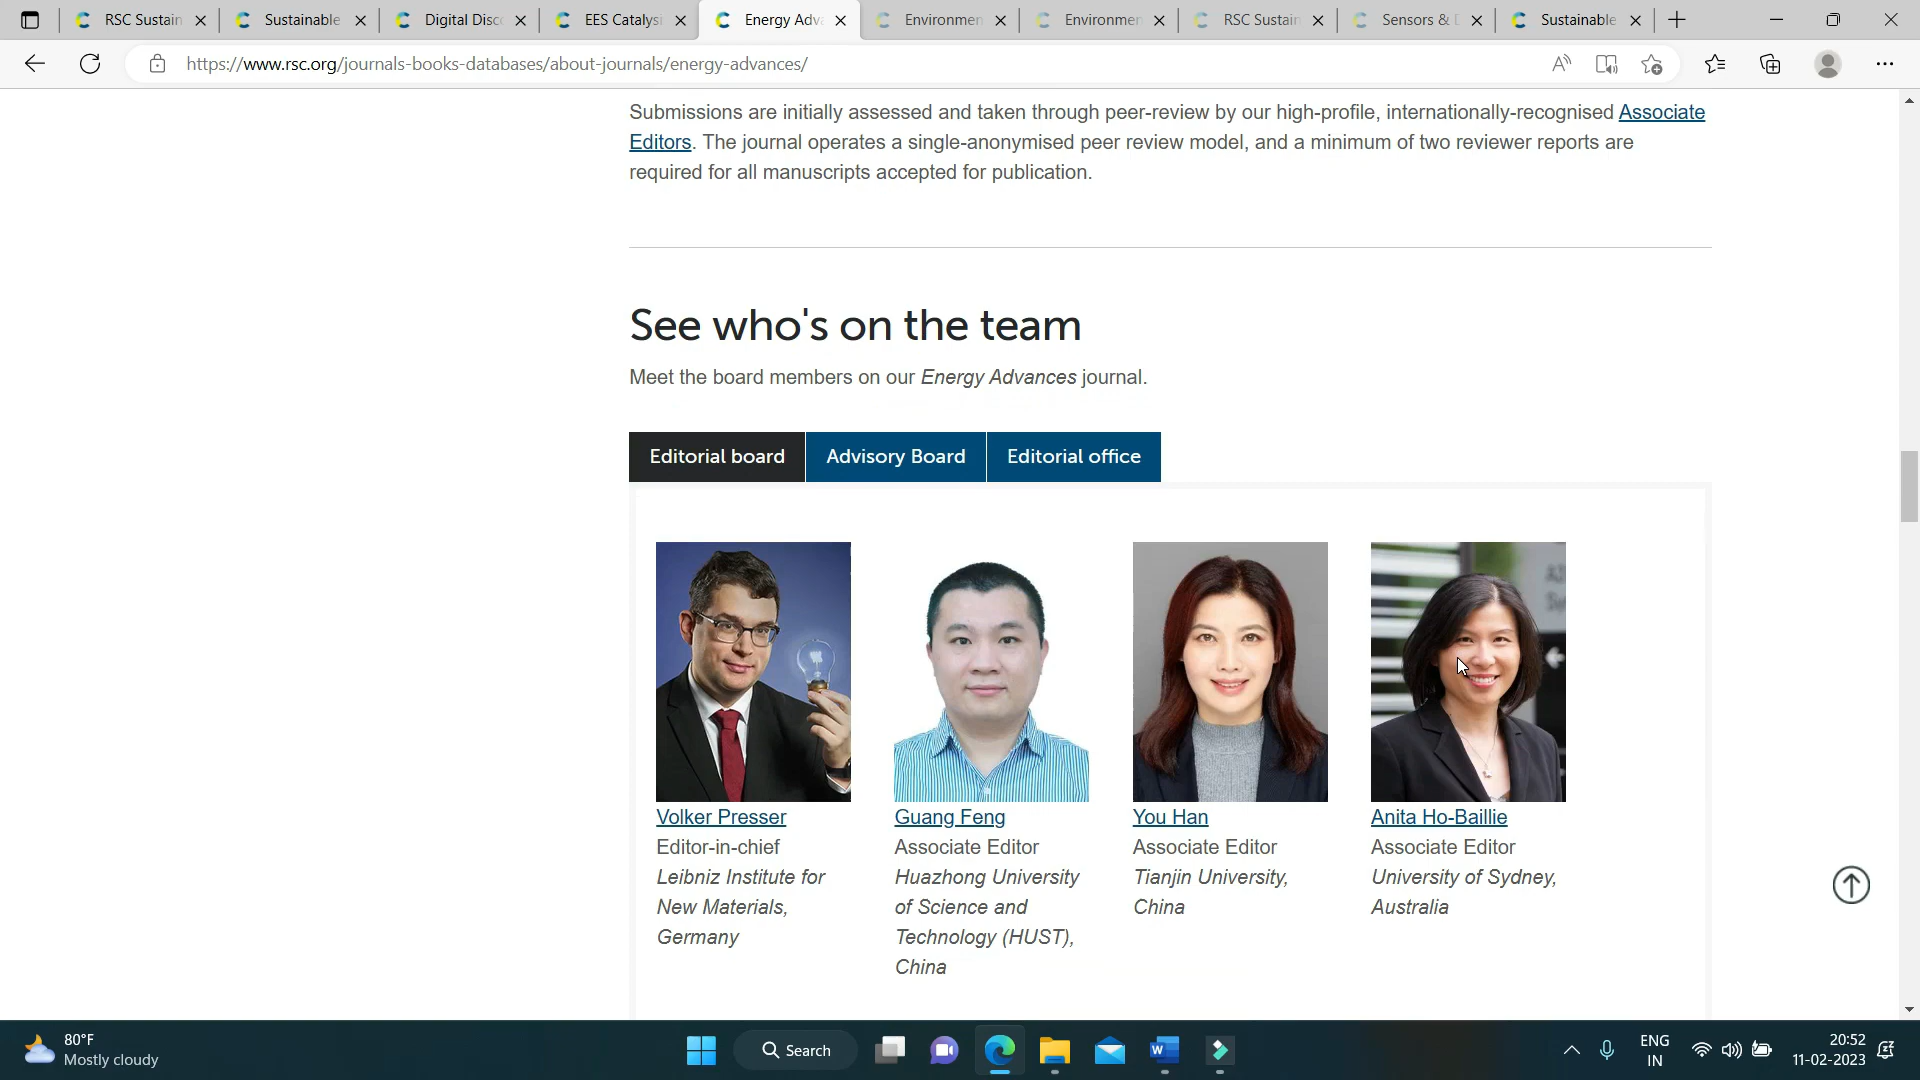 RSC Sustain
Sustainable
Digital Disc
EES Catalysi
Energy Adva
Environmen
Environmen
RSC Sustain
Sensors & D
Sustainable
https://www.rsc.org/journals-books-databases/about-journals/energy-advances/
Submissions are initially assessed and taken through peer-review by our high-profile, internationally-recognised Associate
Editors. The journal operates a single-anonymised peer review model, and a minimum of two reviewer reports are
required for all manuscripts accepted for publication.
See who's on the team
Meet the board members on our Energy Advances journal.
Editorial board
Advisory Board
Editorial office
Volker Presser
Editor-in-chief
Leibniz Institute for
New Materials,
Germany
Guang Feng
Associate Editor
Huazhong University
of Science and
Technology (HUST),
China
You Han
Associate Editor
Tianjin University,
China
Anita Ho-Baillie
Associate Editor
University of Sydney,
Australia
80°F
Mostly cloudy
Search
ENG
IN
20:52
11-02-2023